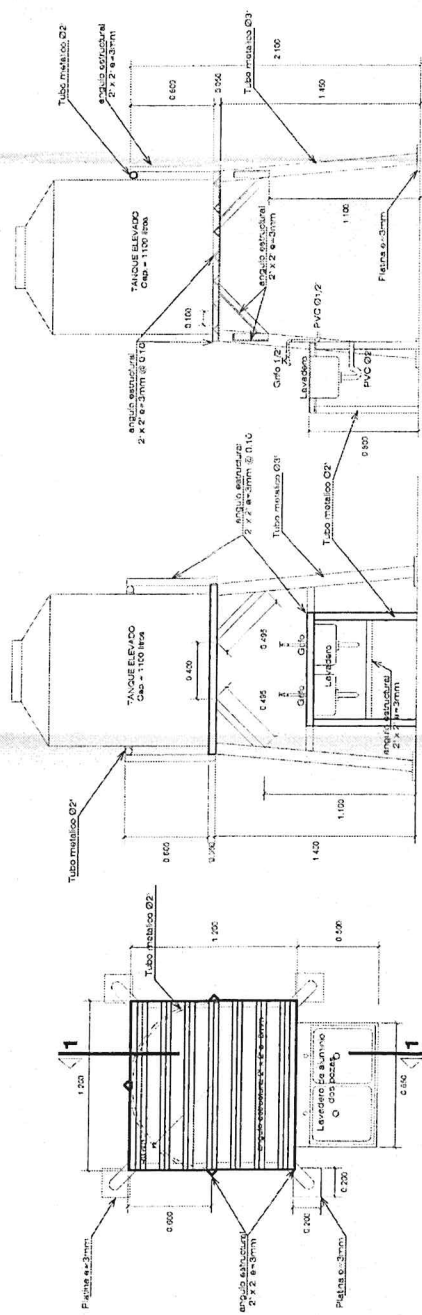 Tubo metalico Ø2'
angulo estructural
2' x 2' e=3mm
TANQUE ELEVADO
Cap.= 1100 litros
0.600
0.050
2.100
1.450
angulo estructural
2' x 2' e=3mm @ 0.10
0.100
angulo estructural
2' x 2' e=3mm
Tubo metalico Ø3'
1.100
Grifo 1/2'
PVC Ø1/2'
Lavadero
PVC Ø2'
Platina e=3mm
0.900
Tubo metalico Ø2'
Tubo metalico Ø2'
TANQUE ELEVADO
Cap.= 1100 litros
angulo estructural
2' x 2' e=3mm @ 0.10
0.600
0.050
0.400
0.495
0.495
Tubo metalico Ø3'
Grifo
Grifo
Lavadero
angulo estructural
2' x 2' e=3mm
1.100
1.400
Platina e=3mm
1.200
1
Tubo metalico Ø2'
1.200
0.600
angulo estructural 2' x 2' e=3mm
angulo estructural
2' x 2' e=3mm
0.500
Lavadero de aluminio
dos pozas
0.850
1
0.200
0.200
Platina e=3mm